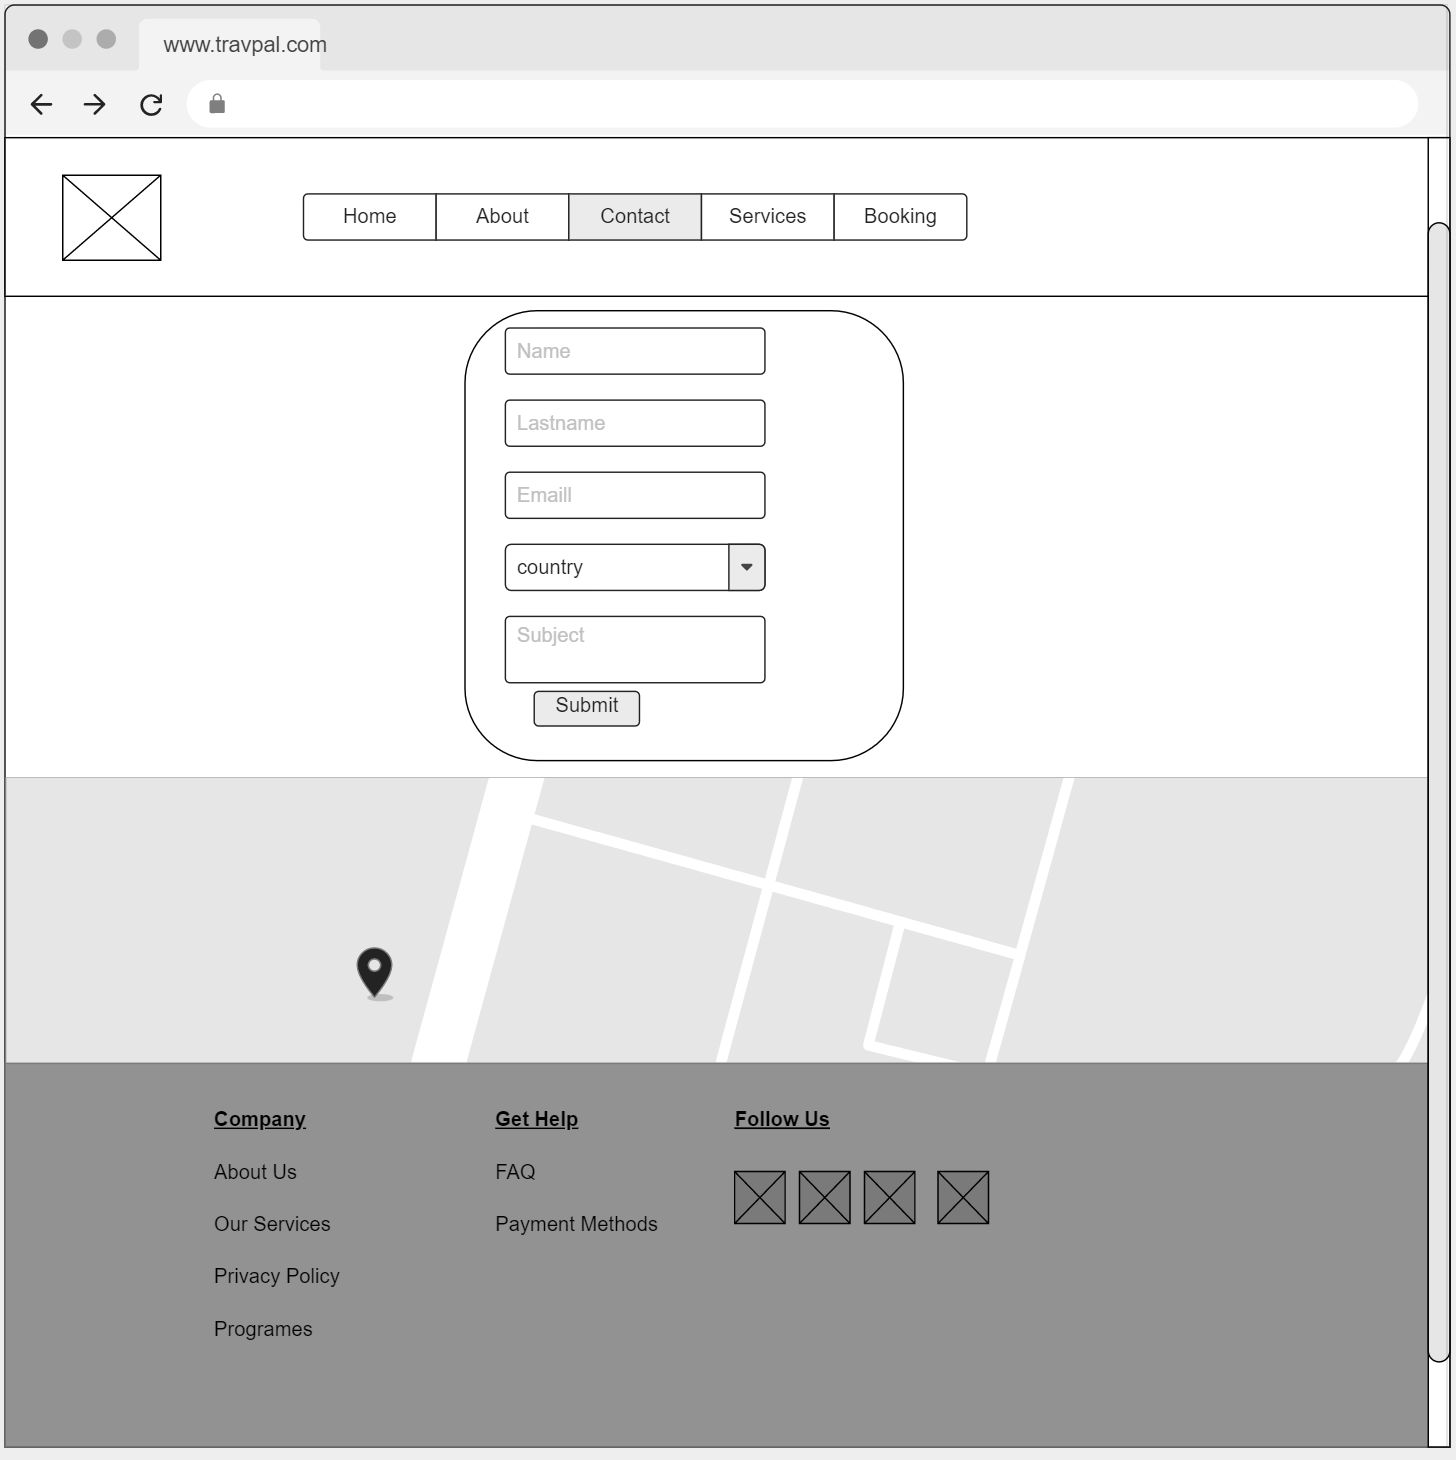 www.travpal.com
Home About Contact Services Booking
Name
Lastname
Emaill
country
Subject
Submit
Company Get Help Follow Us
About Us FAQ
Our Services Payment Methods
Privacy Policy
Programes